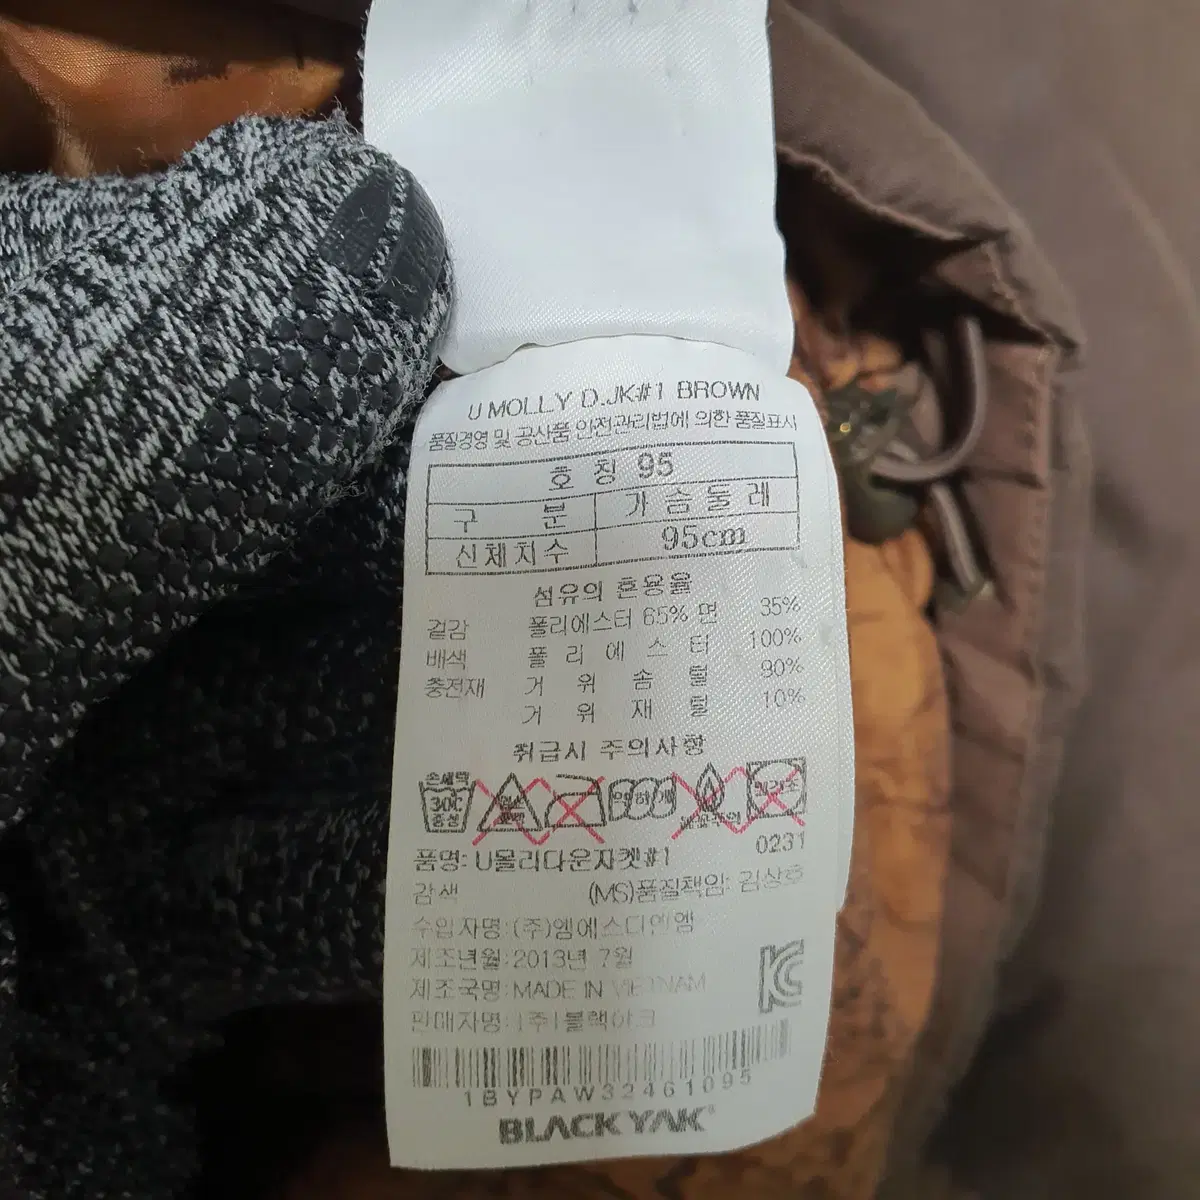 U MOLLY D.JK#1 BROWN
품질경영 및 공산품 안전관리법에 의한 품질표시
호 칭 95
구 분 가 슴 둘 레
신체치수 95cm
섬유의 혼용율
겉감 폴리에스터 65% 면 35%
배색 폴 리 에 스 터 100%
충전재 거 위 솜 털 90%
거 위 재 털 10%
취급시 주의사항
손세탁
30C
중성
0231
품명: U몰리다운자켓#1
감색 (MS)품질책임: 김상호
수입자명:(주)엠에스디앤엠
제조년월:2013년 7월
제조국명:MADE IN VIETNAM
판매자명:(주)블랙야크
1BYPAW32461095
BLACKYAK